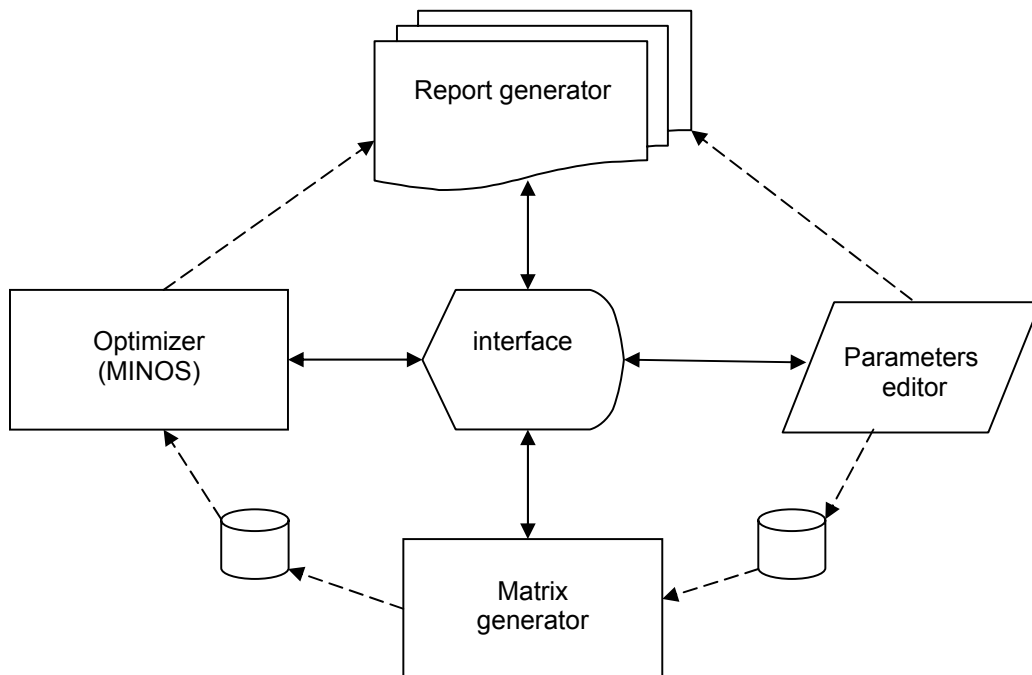 Report generator
Optimizer
(MINOS)
interface
Parameters
editor
Matrix
generator